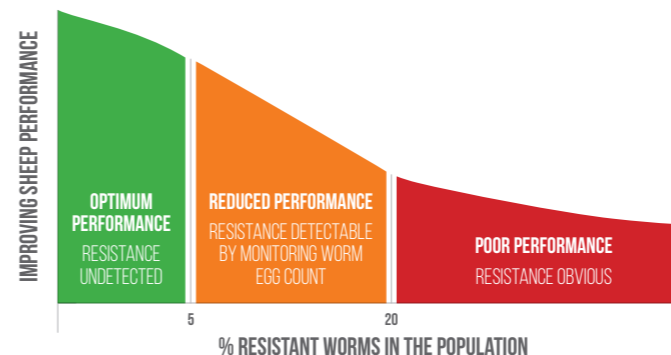 IMPROVING SHEEP PERFORMANCE
OPTIMUM
PERFORMANCE
RESISTANCE
UNDETECTED
REDUCED PERFORMANCE
RESISTANCE DETECTABLE
BY MONITORING WORM
EGG COUNT
POOR PERFORMANCE
RESISTANCE OBVIOUS
5
20
% RESISTANT WORMS IN THE POPULATION